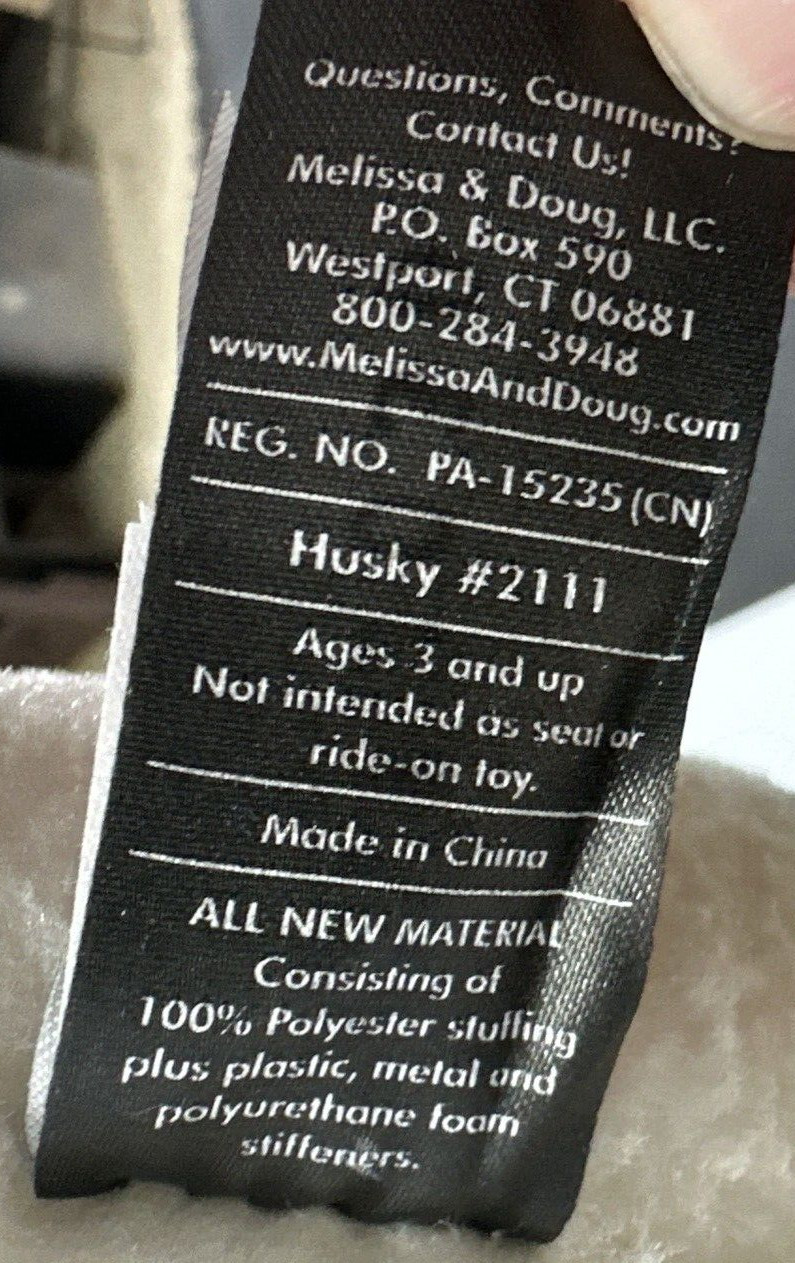 Questions, Comments?
Contact Us!
Melissa & Doug, LLC.
P.O. Box 590
Westport, CT 06881
800-284-3948
www.MelissaAndDoug.com
REG. NO. PA-15235 (CN)
Husky #2111
Ages 3 and up
Not intended as seat or
ride-on toy.
Made in China
ALL NEW MATERIAL
Consisting of
100% Polyester stuffing
plus plastic, metal and
polyurethane foam
stiffeners.